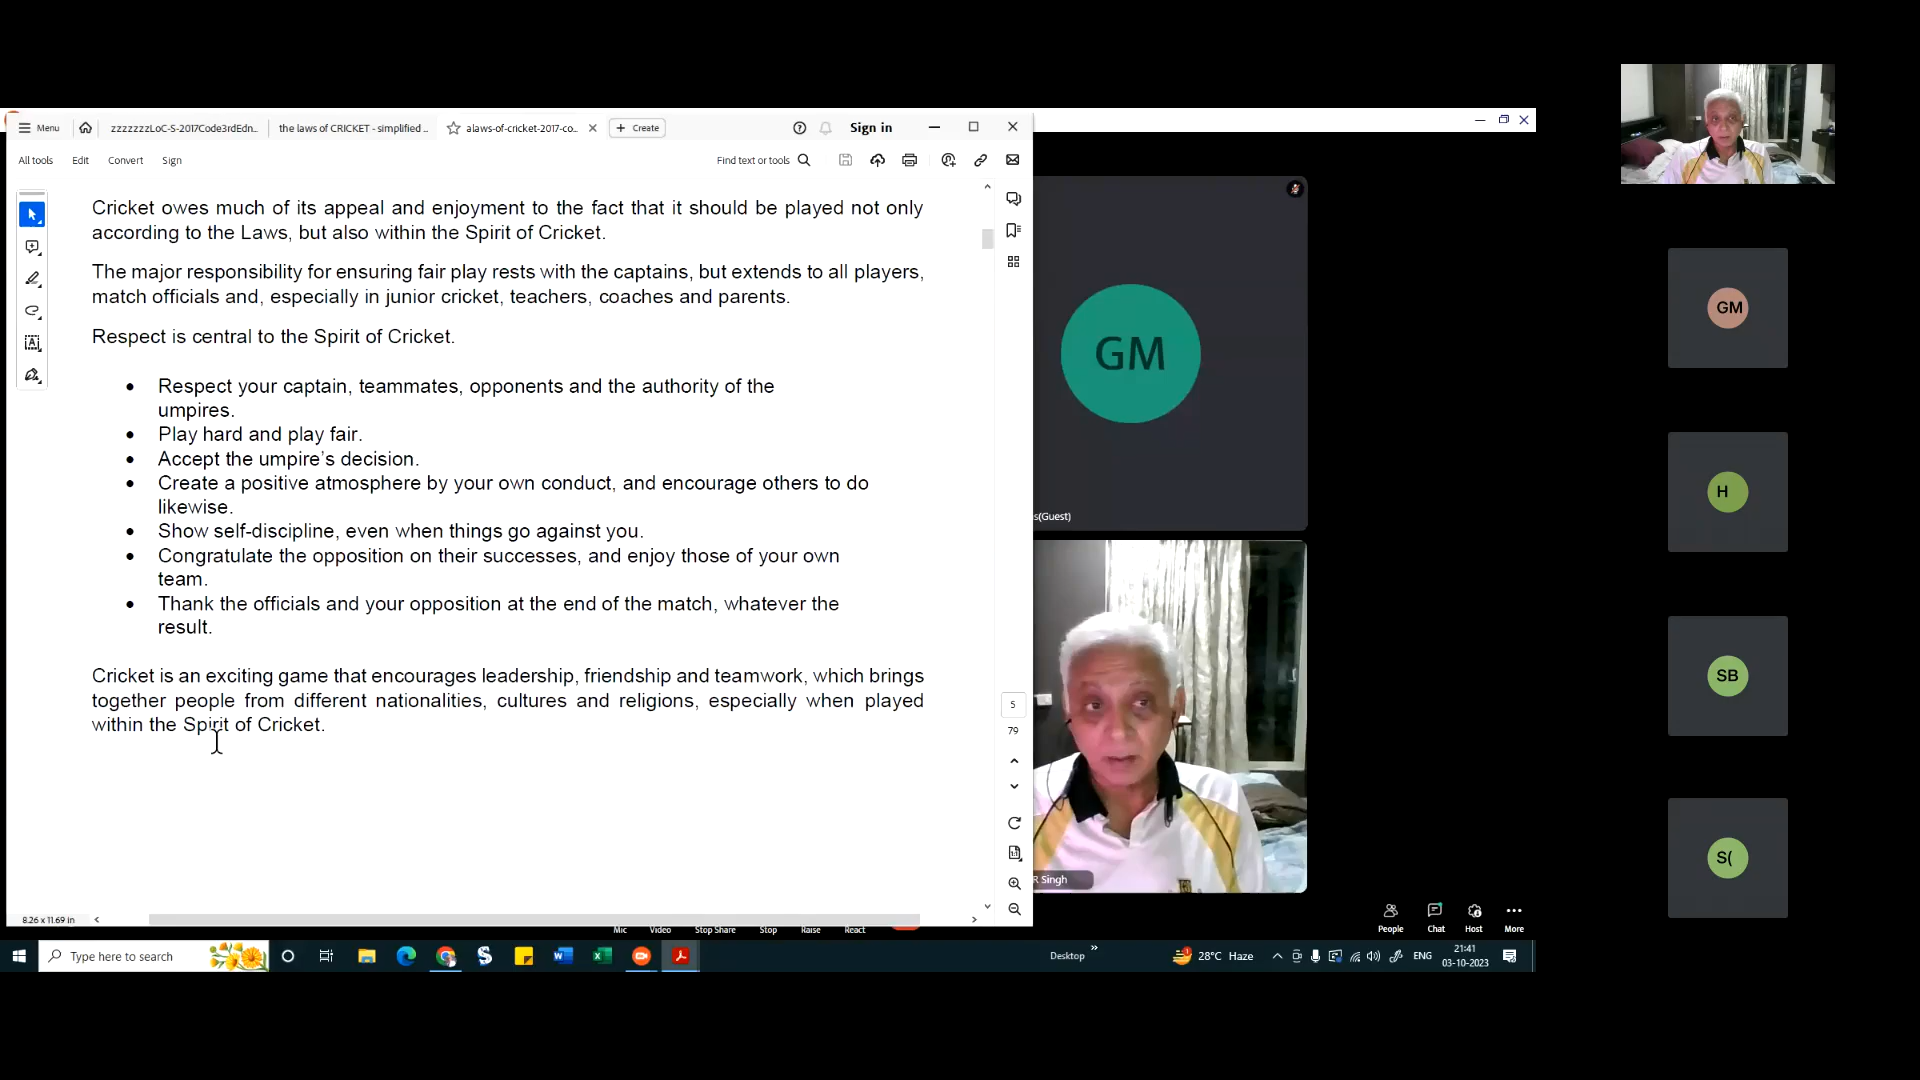 Menu
zzzzzzzLoC-S-2017Code3rdEdn...
the laws of CRICKET - simplified ...
alaws-of-cricket-2017-co...
Create
Sign in
All tools
Edit
Convert
Sign
Find text or tools
Cricket owes much of its appeal and enjoyment to the fact that it should be played not only
according to the Laws, but also within the Spirit of Cricket.
The major responsibility for ensuring fair play rests with the captains, but extends to all players,
match officials and, especially in junior cricket, teachers, coaches and parents.
Respect is central to the Spirit of Cricket.
• Respect your captain, teammates, opponents and the authority of the
umpires.
• Play hard and play fair.
• Accept the umpire's decision.
• Create a positive atmosphere by your own conduct, and encourage others to do
likewise.
• Show self-discipline, even when things go against you.
• Congratulate the opposition on their successes, and enjoy those of your own
team.
• Thank the officials and your opposition at the end of the match, whatever the
result.
Cricket is an exciting game that encourages leadership, friendship and teamwork, which brings
together people from different nationalities, cultures and religions, especially when played
within the Spirit of Cricket.
5
79
8.26 x 11.69 in
GM
s(Guest)
R Singh
GM
H
SB
S(
Mic
Video
Stop Share
Stop
Raise
React
People
Chat
Host
More
Type here to search
Desktop
28°C Haze
ENG
21:41
03-10-2023